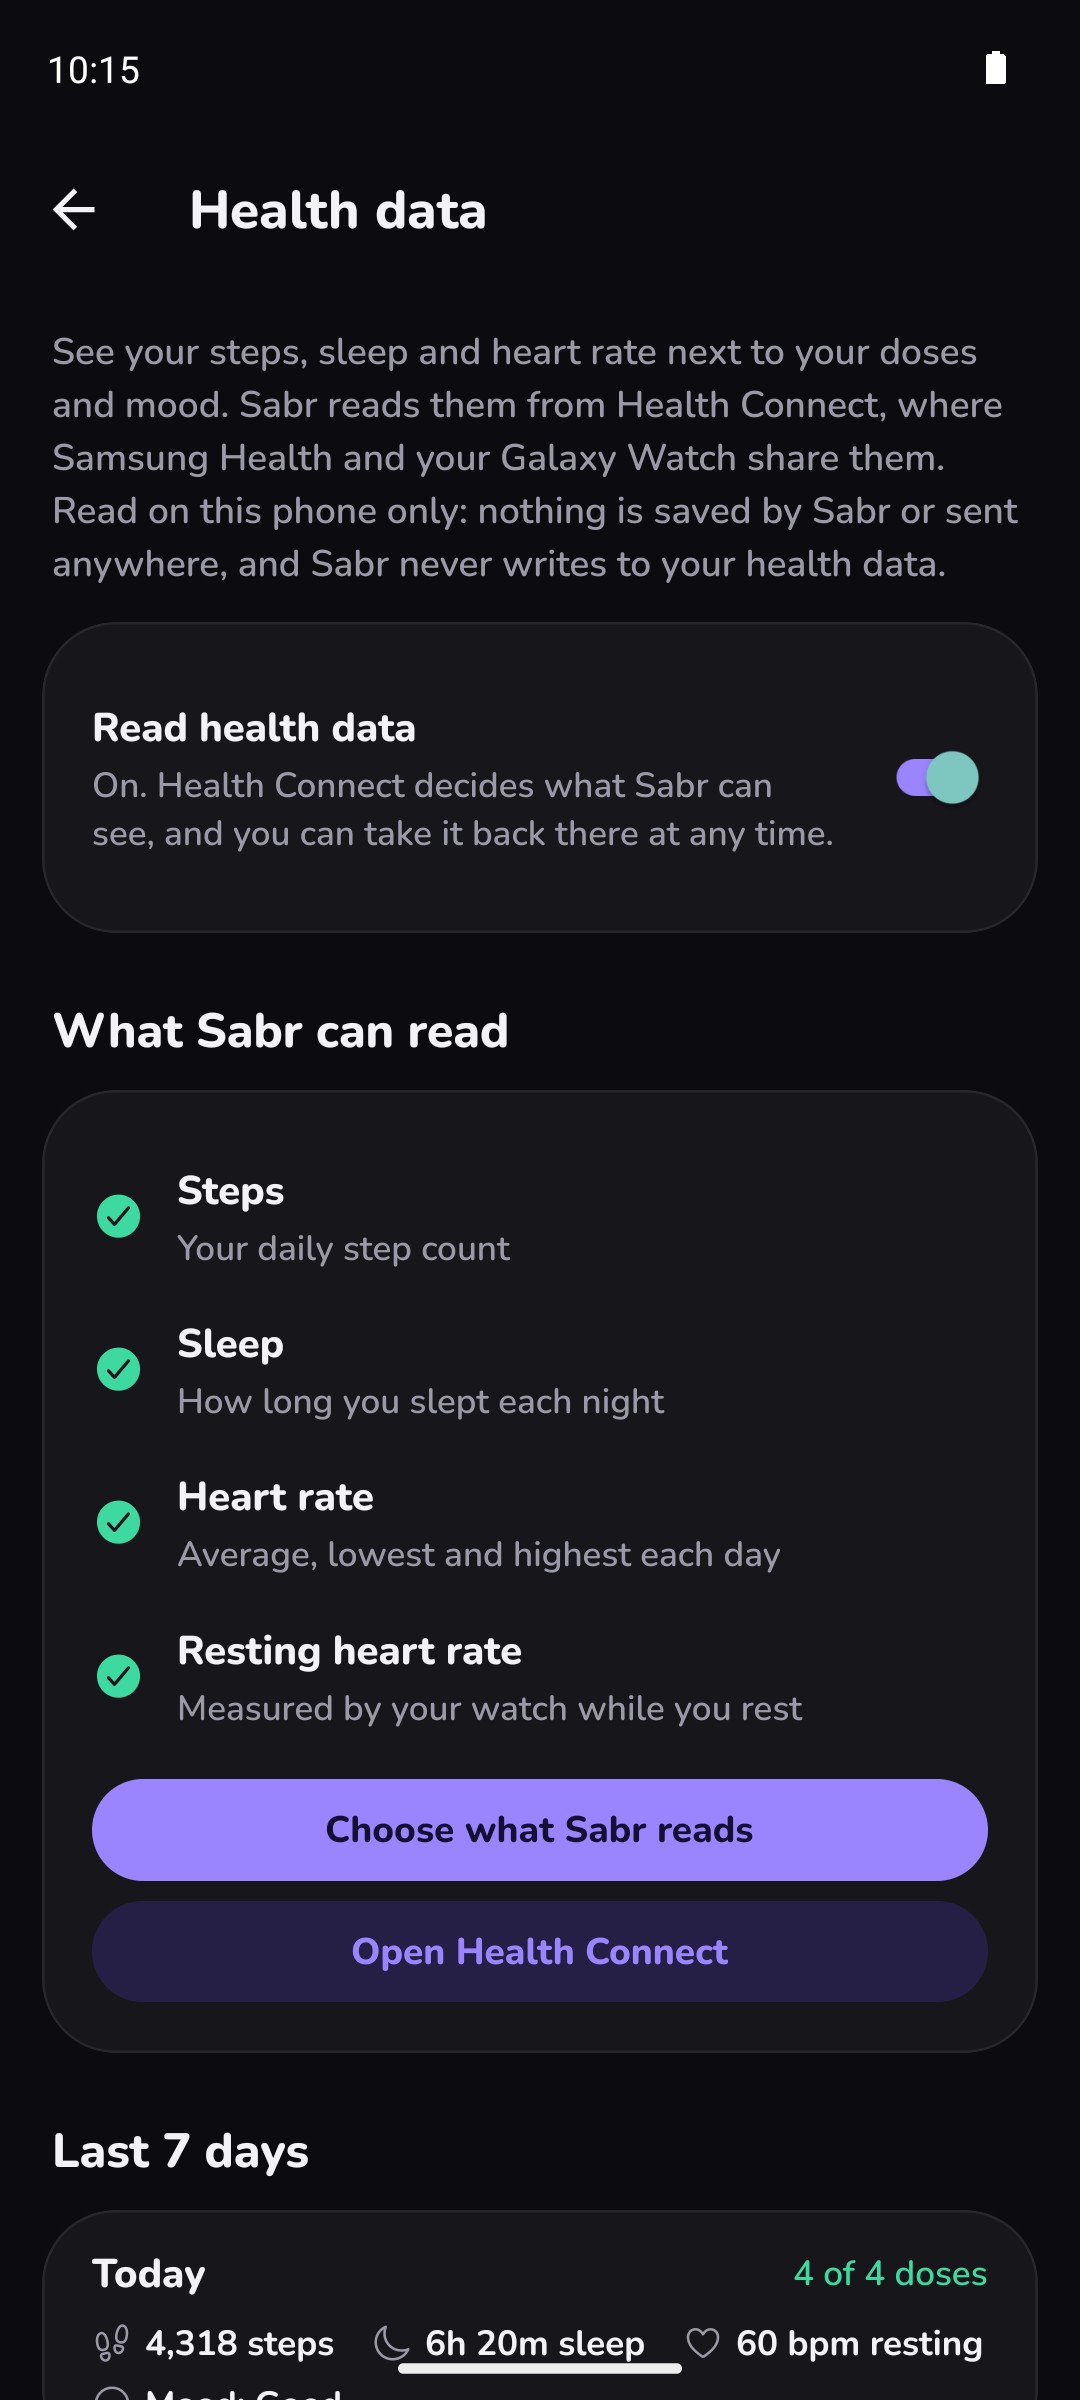 10:15
Health data
See your steps, sleep and heart rate next to your doses
and mood. Sabr reads them from Health Connect, where
Samsung Health and your Galaxy Watch share them.
Read on this phone only: nothing is saved by Sabr or sent
anywhere, and Sabr never writes to your health data.
Read health data
On. Health Connect decides what Sabr can
see, and you can take it back there at any time.
What Sabr can read
Steps
Your daily step count
Sleep
How long you slept each night
Heart rate
Average, lowest and highest each day
Resting heart rate
Measured by your watch while you rest
Choose what Sabr reads
Open Health Connect
Last 7 days
Today 4 of 4 doses
4,318 steps 6h 20m sleep 60 bpm resting
Mood: Good